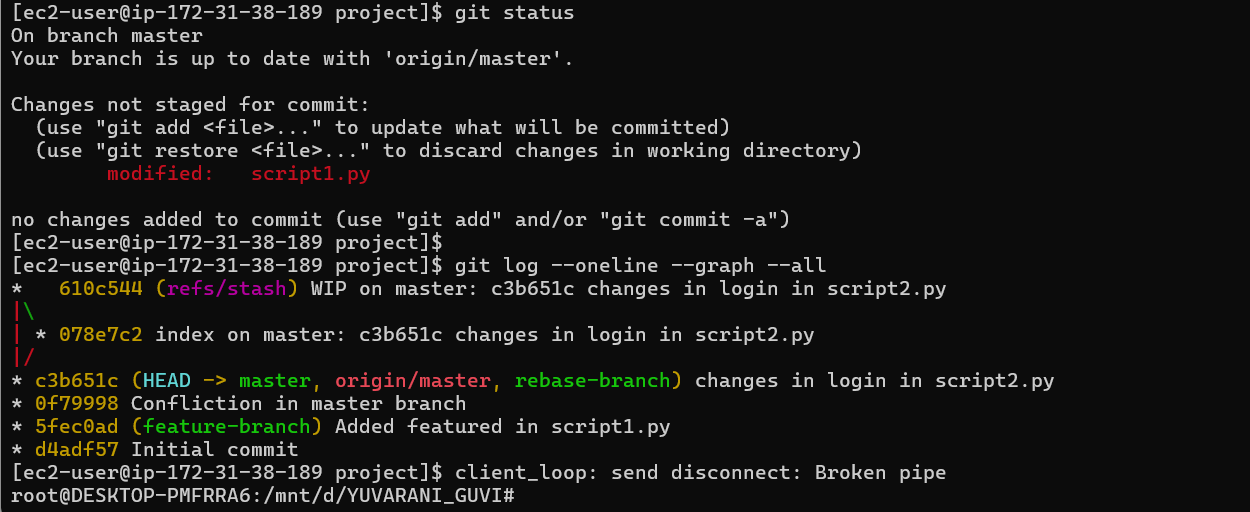 [ec2-user@ip-172-31-38-189 project]$ git status
On branch master
Your branch is up to date with 'origin/master'.

Changes not staged for commit:
  (use "git add <file>..." to update what will be committed)
  (use "git restore <file>..." to discard changes in working directory)
        modified:   script1.py

no changes added to commit (use "git add" and/or "git commit -a")
[ec2-user@ip-172-31-38-189 project]$
[ec2-user@ip-172-31-38-189 project]$ git log --oneline --graph --all
*   610c544 (refs/stash) WIP on master: c3b651c changes in login in script2.py
|\
| * 078e7c2 index on master: c3b651c changes in login in script2.py
|/
* c3b651c (HEAD -> master, origin/master, rebase-branch) changes in login in script2.py
* 0f79998 Confliction in master branch
* 5fec0ad (feature-branch) Added featured in script1.py
* d4adf57 Initial commit
[ec2-user@ip-172-31-38-189 project]$ client_loop: send disconnect: Broken pipe
root@DESKTOP-PMFRRA6:/mnt/d/YUVARANI_GUVI#